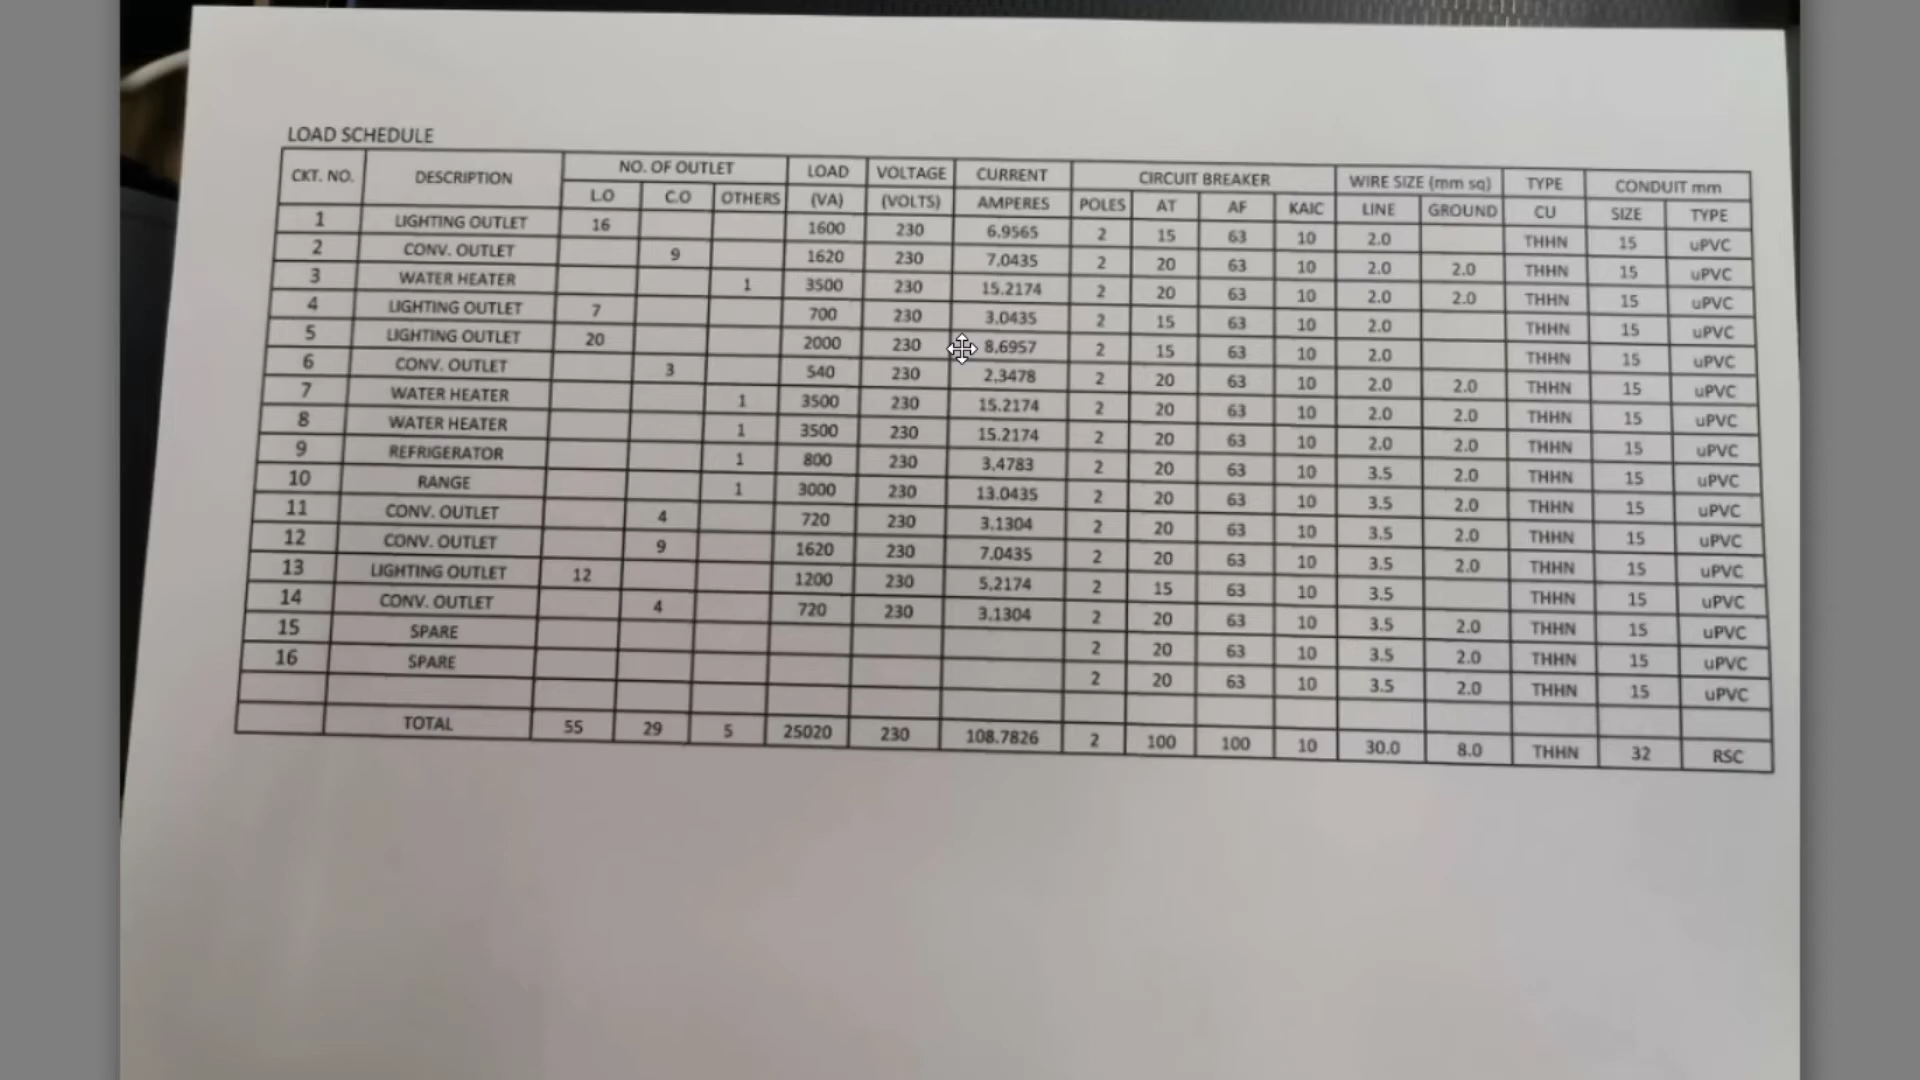 LOAD SCHEDULE
CKT. NO. DESCRIPTION NO. OF OUTLET LOAD VOLTAGE CURRENT CIRCUIT BREAKER WIRE SIZE (mm sq) TYPE CONDUIT mm
L.O C.O OTHERS (VA) (VOLTS) AMPERES POLES AT AF KAIC LINE GROUND CU SIZE TYPE
1 LIGHTING OUTLET 16 1600 230 6.9565 2 15 63 10 2.0 THHN 15 uPVC
2 CONV. OUTLET 9 1620 230 7.0435 2 20 63 10 2.0 2.0 THHN 15 uPVC
3 WATER HEATER 1 3500 230 15.2174 2 20 63 10 2.0 2.0 THHN 15 uPVC
4 LIGHTING OUTLET 7 700 230 3.0435 2 15 63 10 2.0 THHN 15 uPVC
5 LIGHTING OUTLET 20 2000 230 8.6957 2 15 63 10 2.0 THHN 15 uPVC
6 CONV. OUTLET 3 540 230 2.3478 2 20 63 10 2.0 2.0 THHN 15 uPVC
7 WATER HEATER 1 3500 230 15.2174 2 20 63 10 2.0 2.0 THHN 15 uPVC
8 WATER HEATER 1 3500 230 15.2174 2 20 63 10 2.0 2.0 THHN 15 uPVC
9 REFRIGERATOR 1 800 230 3.4783 2 20 63 10 3.5 2.0 THHN 15 uPVC
10 RANGE 1 3000 230 13.0435 2 20 63 10 3.5 2.0 THHN 15 uPVC
11 CONV. OUTLET 4 720 230 3.1304 2 20 63 10 3.5 2.0 THHN 15 uPVC
12 CONV. OUTLET 9 1620 230 7.0435 2 20 63 10 3.5 2.0 THHN 15 uPVC
13 LIGHTING OUTLET 12 1200 230 5.2174 2 15 63 10 3.5 THHN 15 uPVC
14 CONV. OUTLET 4 720 230 3.1304 2 20 63 10 3.5 2.0 THHN 15 uPVC
15 SPARE 2 20 63 10 3.5 2.0 THHN 15 uPVC
16 SPARE 2 20 63 10 3.5 2.0 THHN 15 uPVC
TOTAL 55 29 5 25020 230 108.7826 2 100 100 10 30.0 8.0 THHN 32 RSC